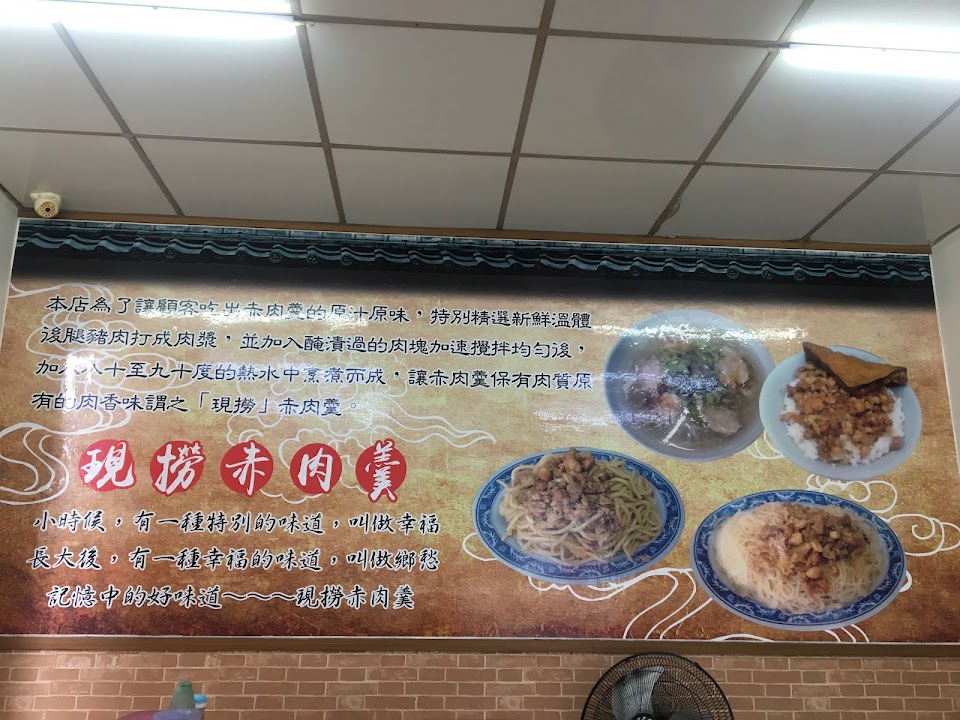 本店為了讓顧客吃出赤肉羹的原汁原味，特別精選新鮮溫體
後腿豬肉打成肉漿，並加入醃漬過的肉塊加速攪拌均勻後，
加入八十至九十度的熱水中烹煮而成，讓赤肉羹保有肉質原
有的肉香味謂之「現撈」赤肉羹。
現撈赤肉羹
小時候，有一種特別的味道，叫做幸福
長大後，有一種幸福的味道，叫做鄉愁
記憶中的好味道～～～現撈赤肉羹